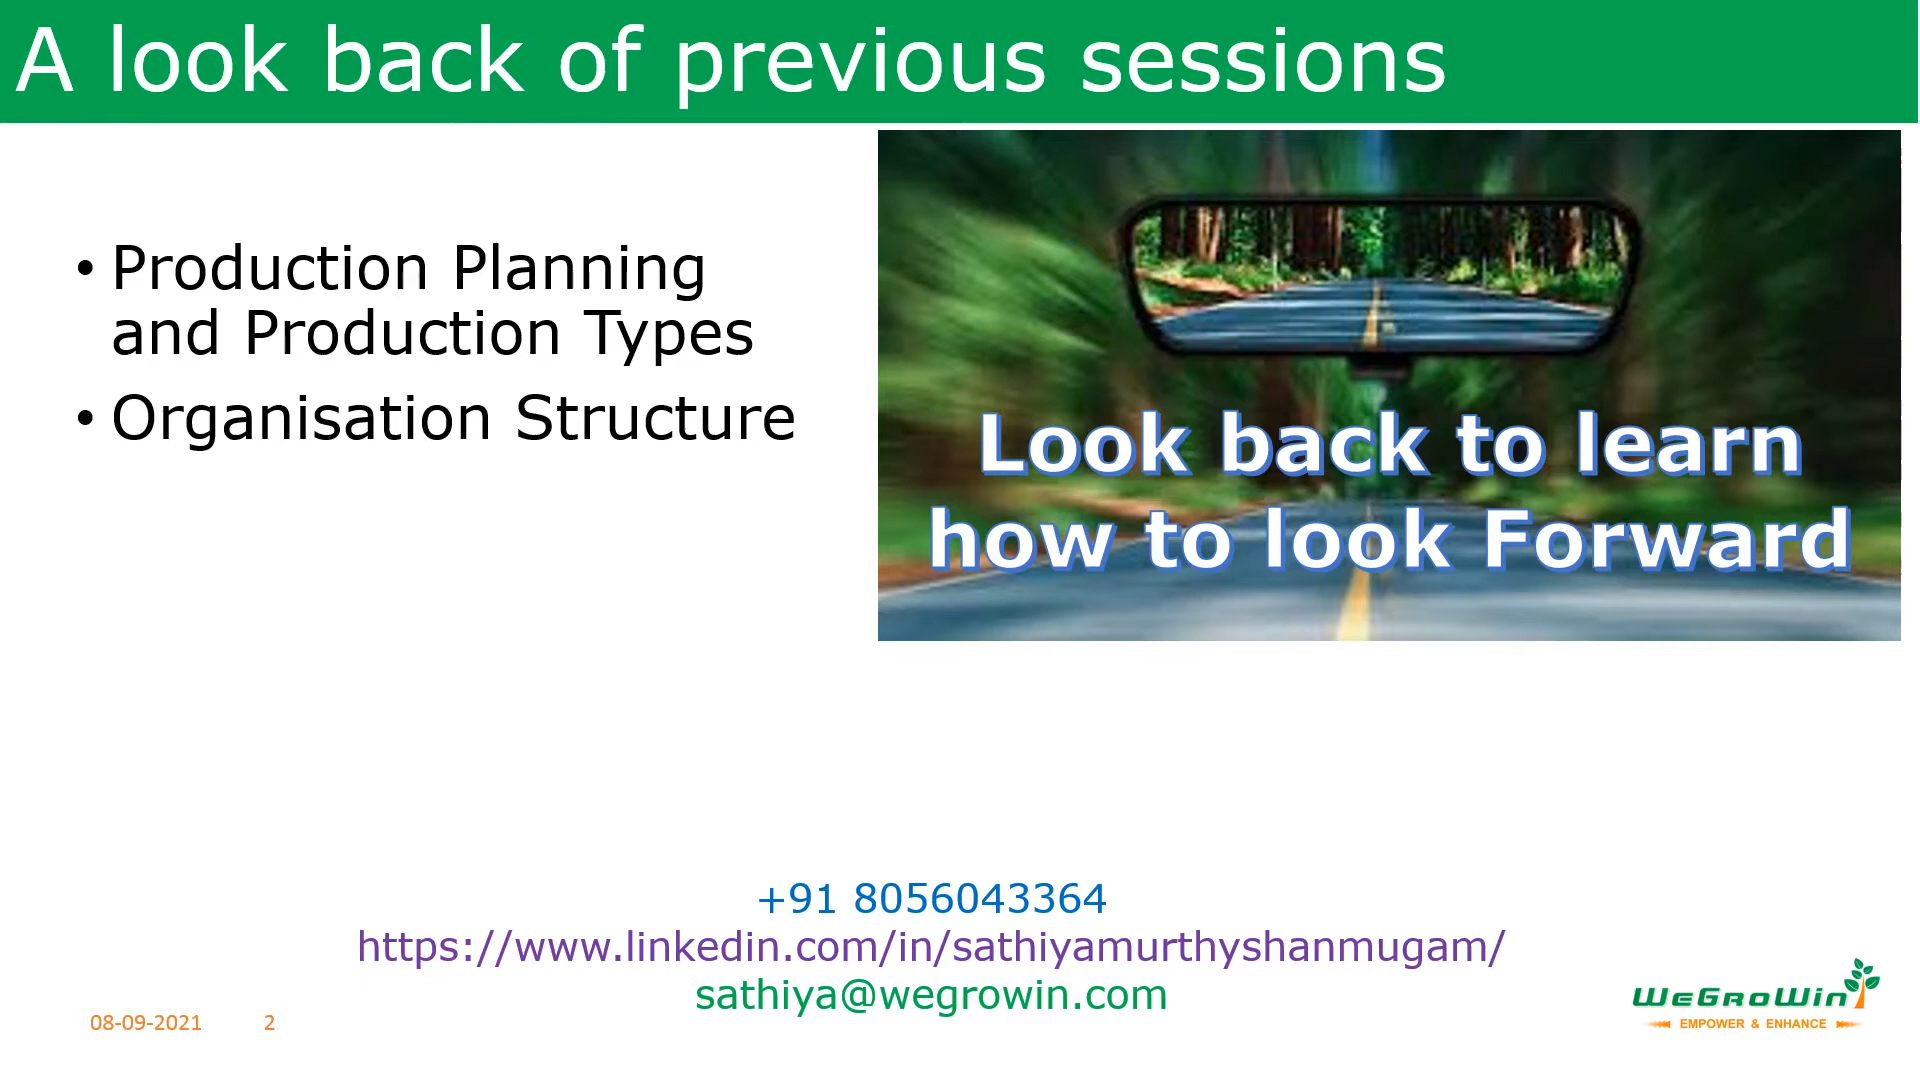 A look back of previous sessions
• Production Planning
and Production Types
• Organisation Structure
Look back to learn
how to look Forward
+91 8056043364
https://www.linkedin.com/in/sathiyamurthyshanmugam/
sathiya@wegrowin.com
08-09-2021 2
WeGroWin
EMPOWER & ENHANCE